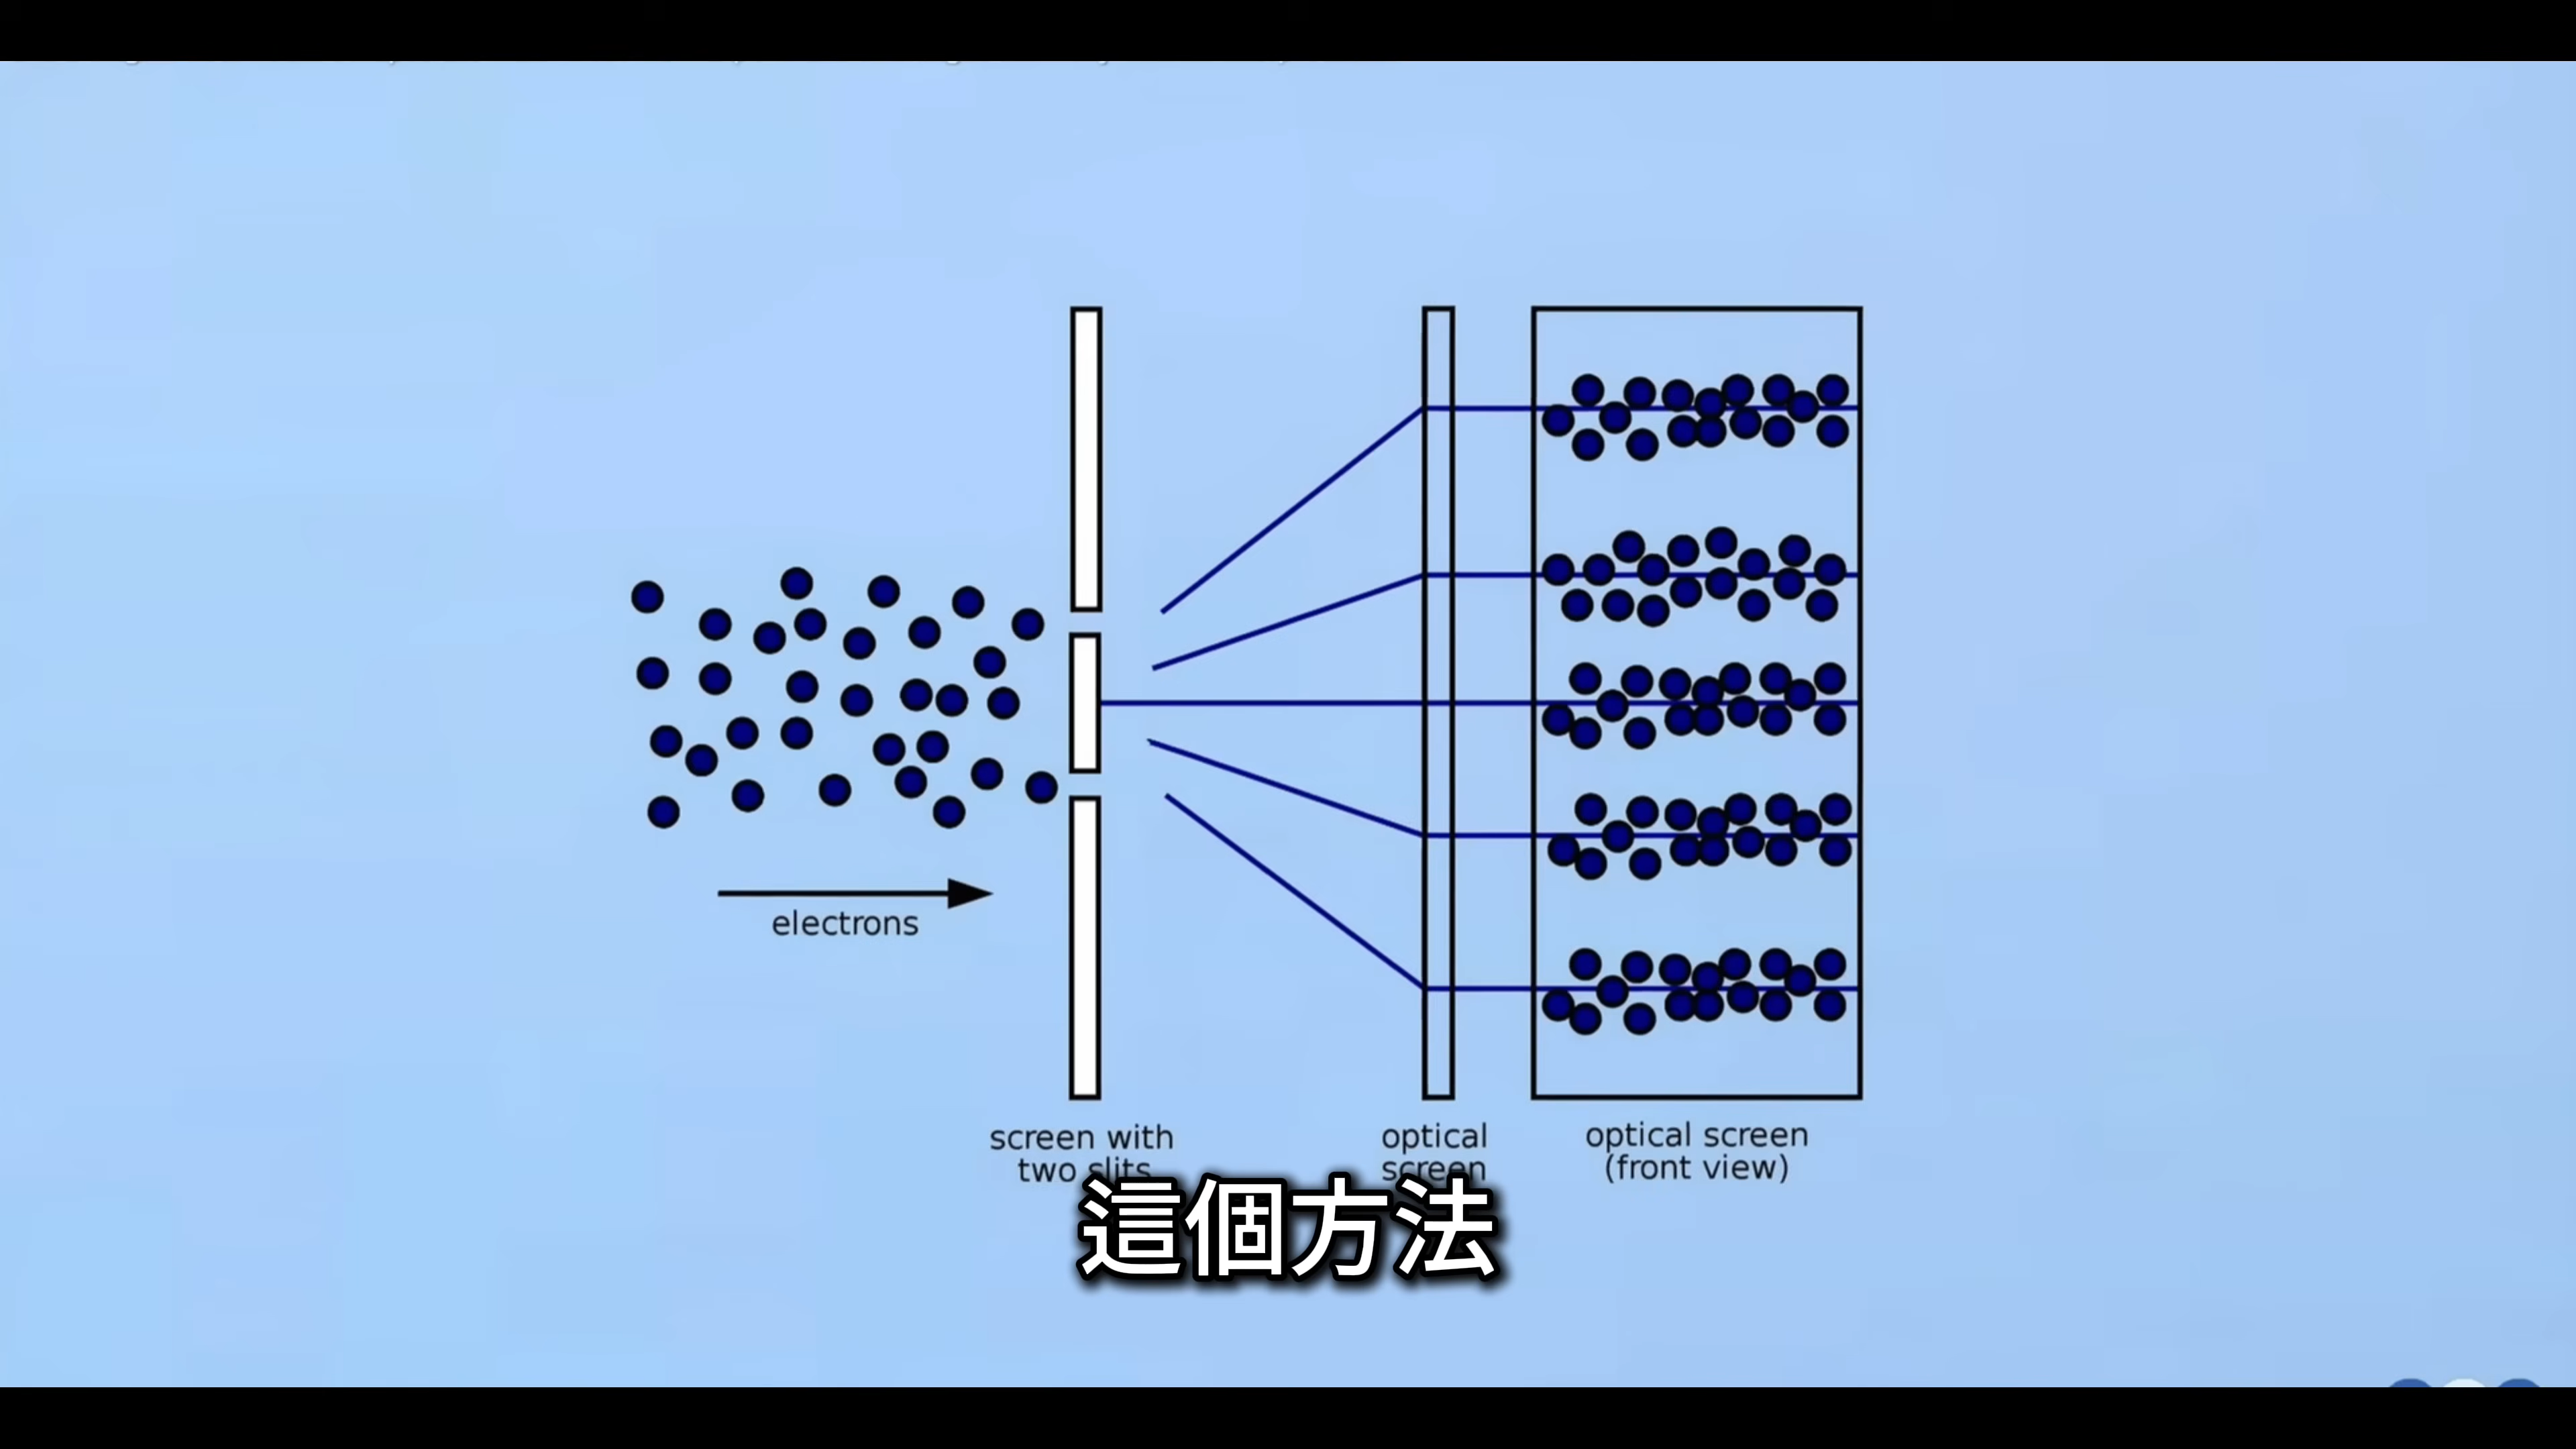 electrons
screen with
two slits
optical
screen
optical screen
(front view)
這個方法